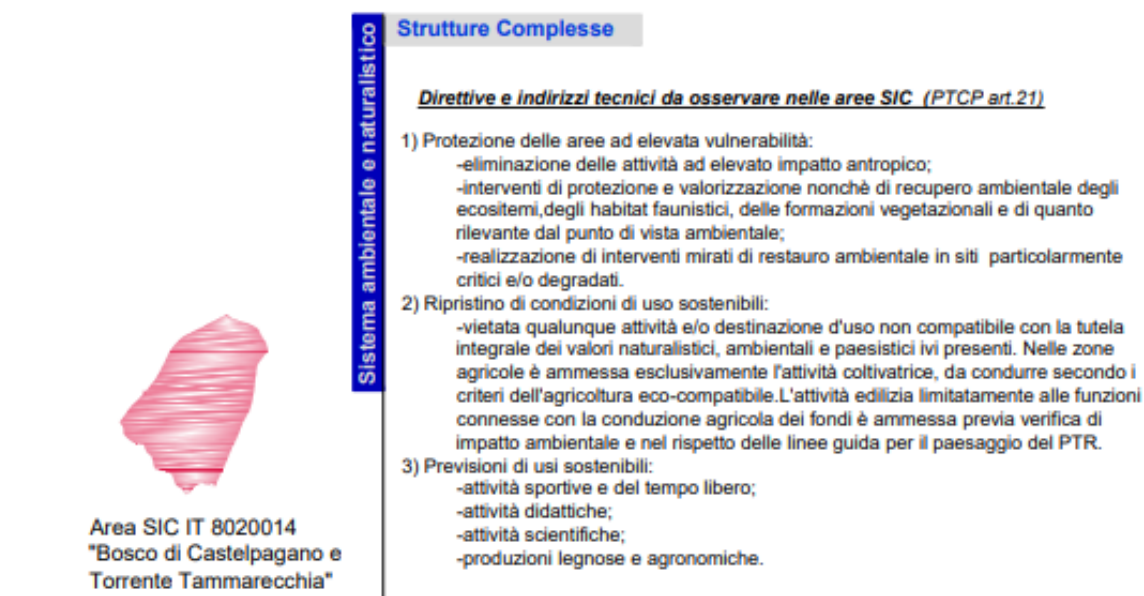 Sistema ambientale e naturalistico
Strutture Complesse
Direttive e indirizzi tecnici da osservare nelle aree SIC (PTCP art.21)
1) Protezione delle aree ad elevata vulnerabilità:
-eliminazione delle attività ad elevato impatto antropico;
-interventi di protezione e valorizzazione nonchè di recupero ambientale degli
ecositemi,degli habitat faunistici, delle formazioni vegetazionali e di quanto
rilevante dal punto di vista ambientale;
-realizzazione di interventi mirati di restauro ambientale in siti particolarmente
critici e/o degradati.
2) Ripristino di condizioni di uso sostenibili:
-vietata qualunque attività e/o destinazione d'uso non compatibile con la tutela
integrale dei valori naturalistici, ambientali e paesistici ivi presenti. Nelle zone
agricole è ammessa esclusivamente l'attività coltivatrice, da condurre secondo i
criteri dell'agricoltura eco-compatibile.L'attività edilizia limitatamente alle funzioni
connesse con la conduzione agricola dei fondi è ammessa previa verifica di
impatto ambientale e nel rispetto delle linee guida per il paesaggio del PTR.
3) Previsioni di usi sostenibili:
-attività sportive e del tempo libero;
-attività didattiche;
-attività scientifiche;
-produzioni legnose e agronomiche.
Area SIC IT 8020014
"Bosco di Castelpagano e
Torrente Tammarecchia"